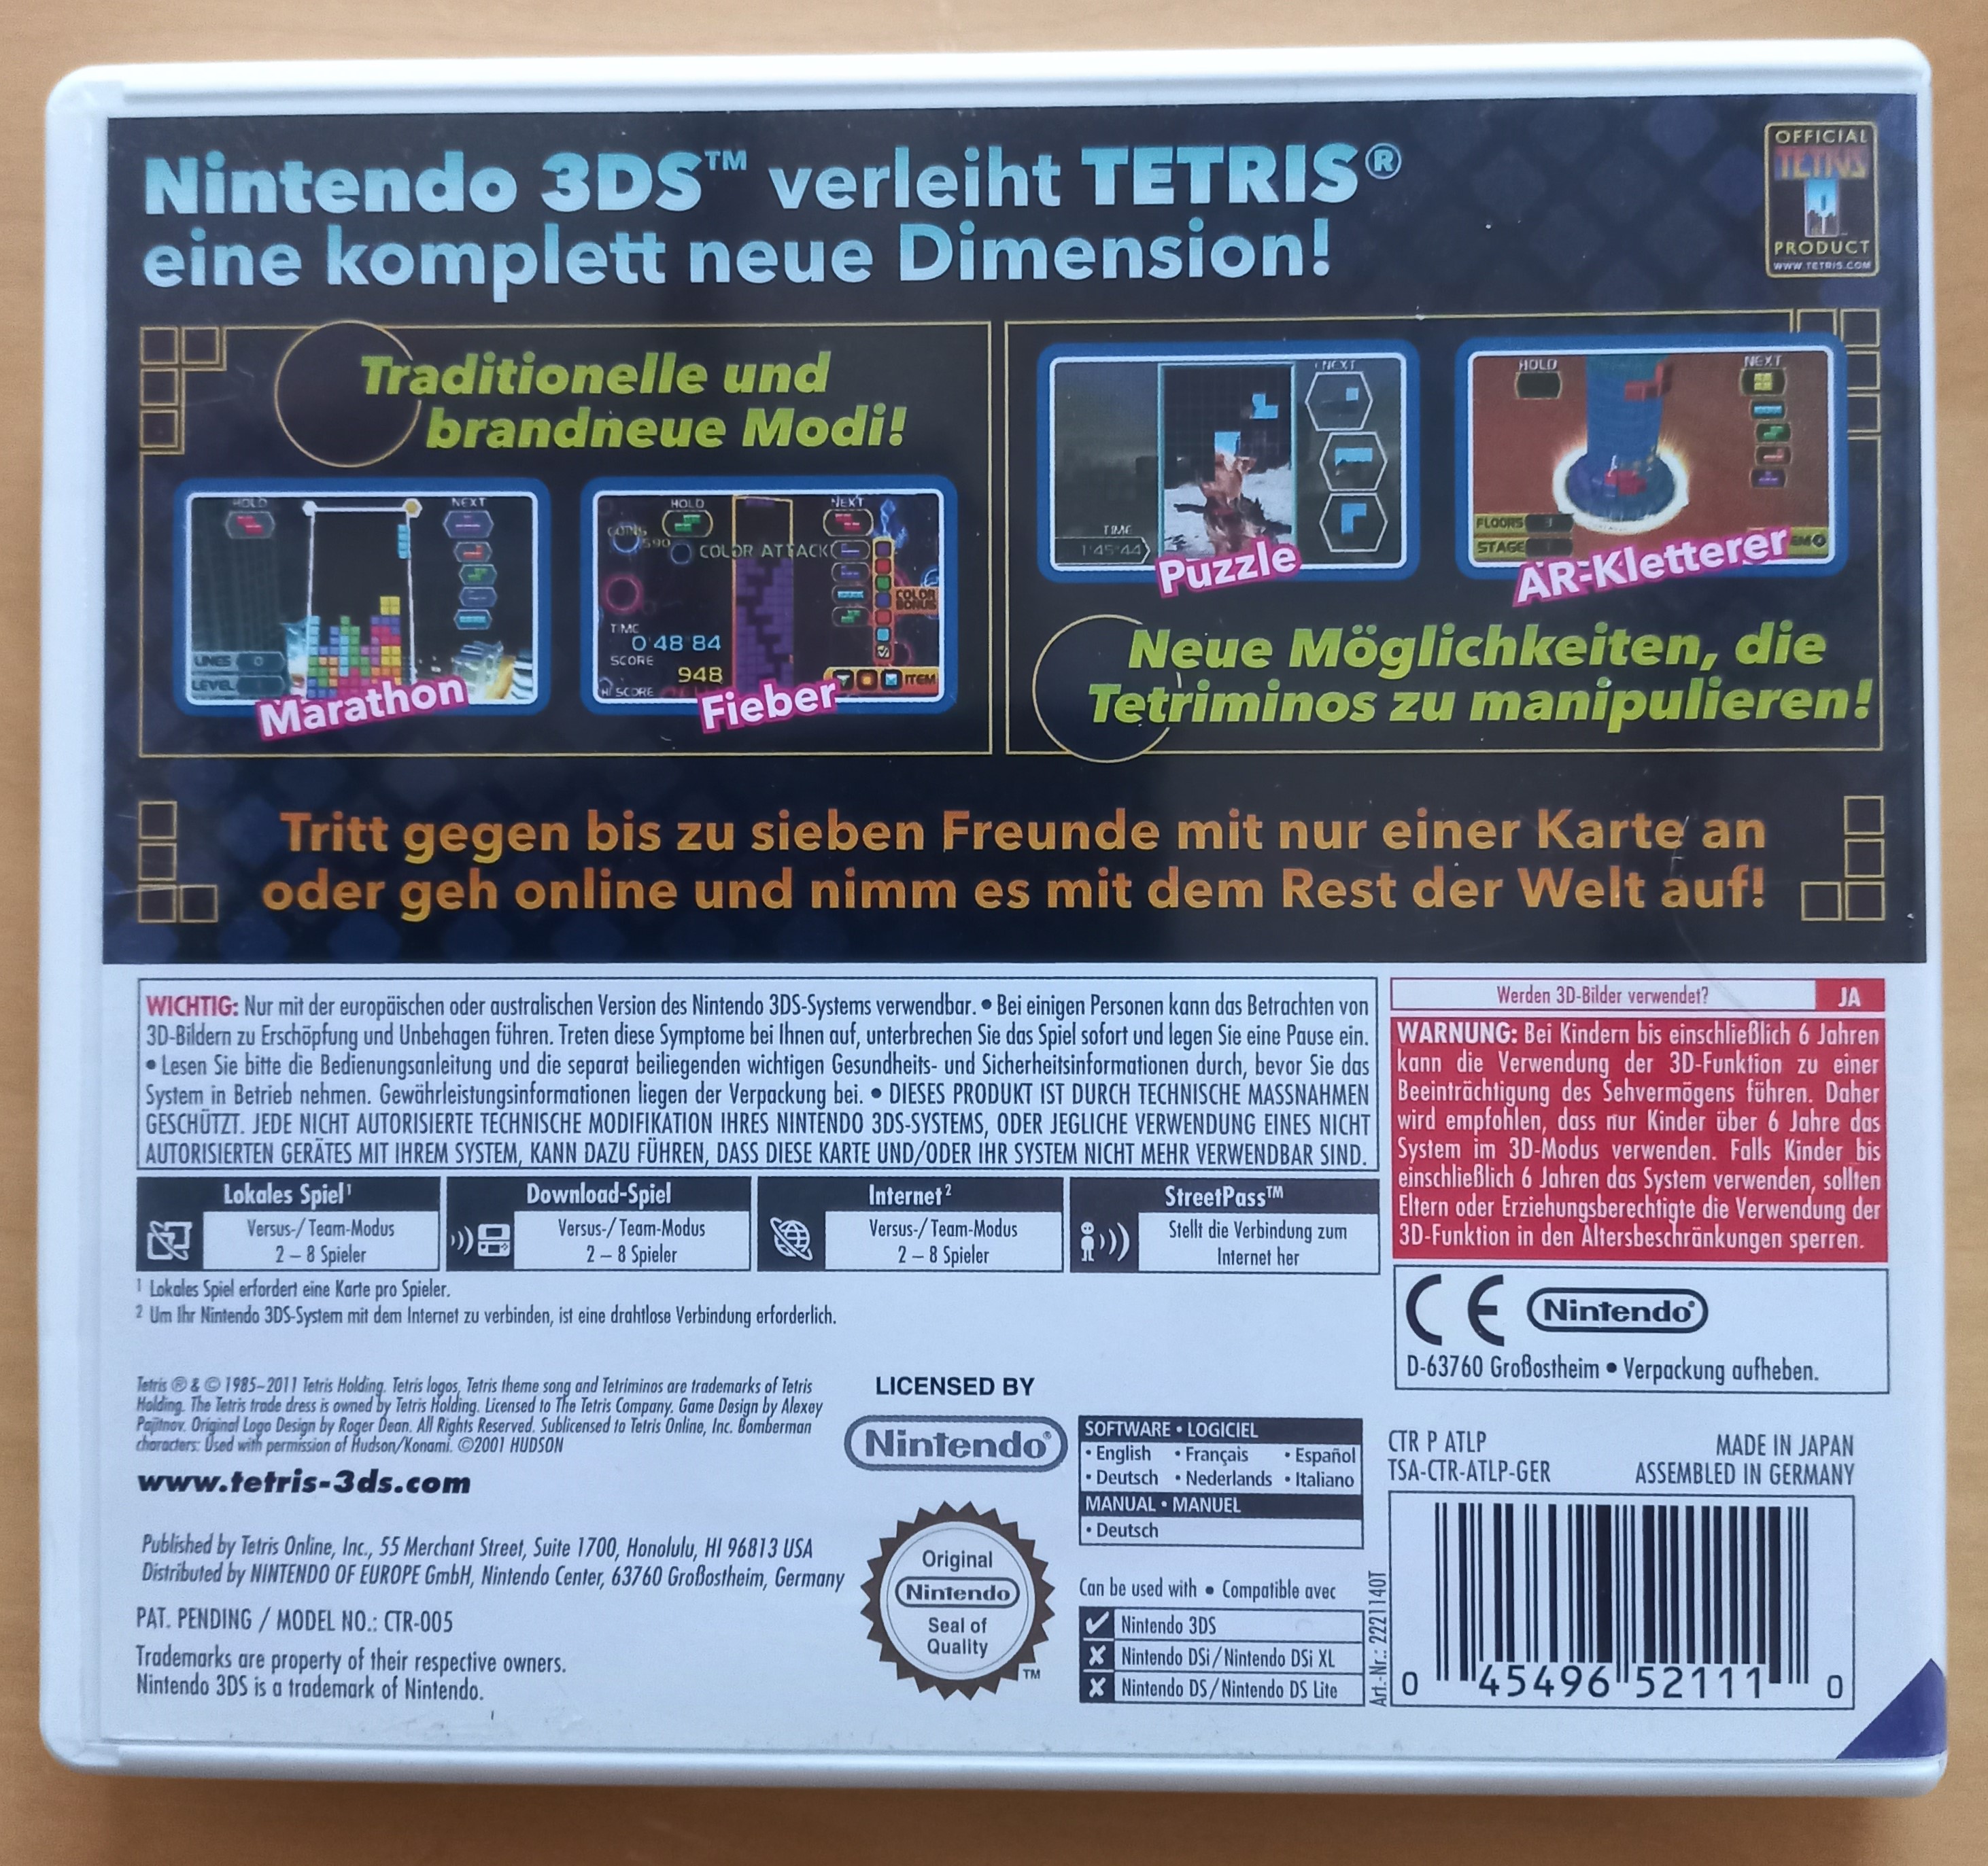 Nintendo 3DS™ verleiht TETRIS®
eine komplett neue Dimension!
OFFICIAL
TETRIS
PRODUCT
WWW.TETRIS.COM
Traditionelle und
brandneue Modi!
HOLD
NEXT
LINES 0
LEVEL
Marathon
HOLD
NEXT
COINS
590
COLOR ATTACK
COLOR
BONUS
TIME
0'48 84
SCORE
948
HI SCORE
ITEM
Fieber
NEXT
TIME
1'45"44
Puzzle
HOLD
NEXT
FLOORS 3
STAGE
AR-Kletterer
Neue Möglichkeiten, die
Tetriminos zu manipulieren!
Tritt gegen bis zu sieben Freunde mit nur einer Karte an
oder geh online und nimm es mit dem Rest der Welt auf!
WICHTIG: Nur mit der europäischen oder australischen Version des Nintendo 3DS-Systems verwendbar. • Bei einigen Personen kann das Betrachten von
3D-Bildern zu Erschöpfung und Unbehagen führen. Treten diese Symptome bei Ihnen auf, unterbrechen Sie das Spiel sofort und legen Sie eine Pause ein.
• Lesen Sie bitte die Bedienungsanleitung und die separat beiliegenden wichtigen Gesundheits- und Sicherheitsinformationen durch, bevor Sie das
System in Betrieb nehmen. Gewährleistungsinformationen liegen der Verpackung bei. • DIESES PRODUKT IST DURCH TECHNISCHE MASSNAHMEN
GESCHÜTZT. JEDE NICHT AUTORISIERTE TECHNISCHE MODIFIKATION IHRES NINTENDO 3DS-SYSTEMS, ODER JEGLICHE VERWENDUNG EINES NICHT
AUTORISIERTEN GERÄTES MIT IHREM SYSTEM, KANN DAZU FÜHREN, DASS DIESE KARTE UND/ODER IHR SYSTEM NICHT MEHR VERWENDBAR SIND.
Werden 3D-Bilder verwendet? JA
WARNUNG: Bei Kindern bis einschließlich 6 Jahren
kann die Verwendung der 3D-Funktion zu einer
Beeinträchtigung des Sehvermögens führen. Daher
wird empfohlen, dass nur Kinder über 6 Jahre das
System im 3D-Modus verwenden. Falls Kinder bis
einschließlich 6 Jahren das System verwenden, sollten
Eltern oder Erziehungsberechtigte die Verwendung der
3D-Funktion in den Altersbeschränkungen sperren.
Lokales Spiel¹
Versus-/Team-Modus
2 – 8 Spieler
Download-Spiel
Versus-/Team-Modus
2 – 8 Spieler
Internet²
Versus-/Team-Modus
2 – 8 Spieler
StreetPass™
Stellt die Verbindung zum
Internet her
¹ Lokales Spiel erfordert eine Karte pro Spieler.
² Um Ihr Nintendo 3DS-System mit dem Internet zu verbinden, ist eine drahtlose Verbindung erforderlich.
CE Nintendo®
D-63760 Großostheim • Verpackung aufheben.
Tetris ® & © 1985–2011 Tetris Holding. Tetris logos, Tetris theme song and Tetriminos are trademarks of Tetris
Holding. The Tetris trade dress is owned by Tetris Holding. Licensed to The Tetris Company. Game Design by Alexey
Pajitnov. Original Logo Design by Roger Dean. All Rights Reserved. Sublicensed to Tetris Online, Inc. Bomberman
characters: Used with permission of Hudson/Konami. ©2001 HUDSON
www.tetris-3ds.com
Published by Tetris Online, Inc., 55 Merchant Street, Suite 1700, Honolulu, HI 96813 USA
Distributed by NINTENDO OF EUROPE GmbH, Nintendo Center, 63760 Großostheim, Germany
PAT. PENDING / MODEL NO.: CTR-005
Trademarks are property of their respective owners.
Nintendo 3DS is a trademark of Nintendo.
LICENSED BY
Nintendo®
Original
Nintendo
Seal of
Quality
™
SOFTWARE • LOGICIEL
• English • Français • Español
• Deutsch • Nederlands • Italiano
MANUAL • MANUEL
• Deutsch
Can be used with • Compatible avec
Nintendo 3DS
Nintendo DSi/Nintendo DSi XL
Nintendo DS/Nintendo DS Lite
CTR P ATLP
TSA-CTR-ATLP-GER
MADE IN JAPAN
ASSEMBLED IN GERMANY
Art.-Nr.: 2221140T
0 45496 52111 0